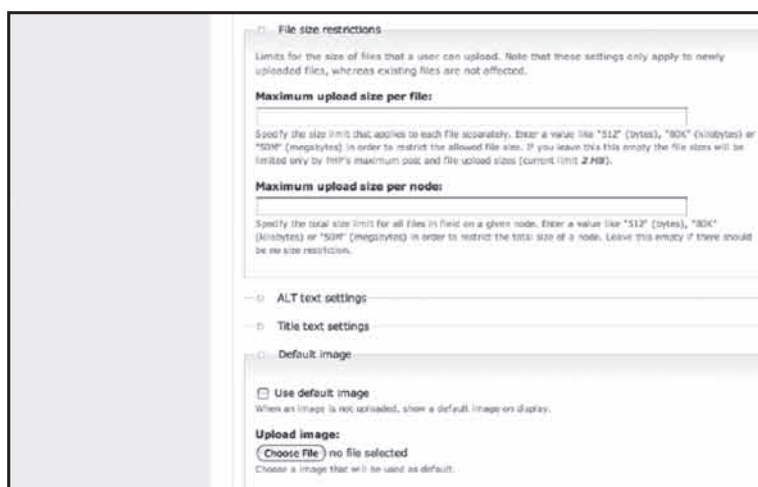 File size restrictions
Limits for the size of files that a user can upload. Note that these settings only apply to newly
uploaded files, whereas existing files are not affected.
Maximum upload size per file:
Specify the size limit that applies to each file separately. Enter a value like "512" (bytes), "80K" (kilobytes) or
"50M" (megabytes) in order to restrict the allowed file size. If you leave this this empty the file sizes will be
limited only by PHP's maximum post and file upload sizes (current limit 2 MB).
Maximum upload size per node:
Specify the total size limit for all files in field on a given node. Enter a value like "512" (bytes), "80K"
(kilobytes) or "50M" (megabytes) in order to restrict the total size of a node. Leave this empty if there should
be no size restriction.
ALT text settings
Title text settings
Default image
Use default image
When an image is not uploaded, show a default image on display.
Upload image:
Choose File no file selected
Choose a image that will be used as default.